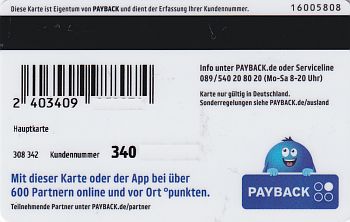 Diese Karte ist Eigentum von PAYBACK und dient der Erfassung Ihrer Kundennummer. 16005808
Info unter PAYBACK.de oder Serviceline
089/540 20 80 20 (Mo-Sa 8-20 Uhr)
Karte nur gültig in Deutschland.
Sonderregelungen siehe PAYBACK.de/ausland
2 403409
Hauptkarte
308 342 Kundennummer 340
Mit dieser Karte oder der App bei über
600 Partnern online und vor Ort °punkten.
Teilnehmende Partner unter PAYBACK.de/partner
PAYBACK